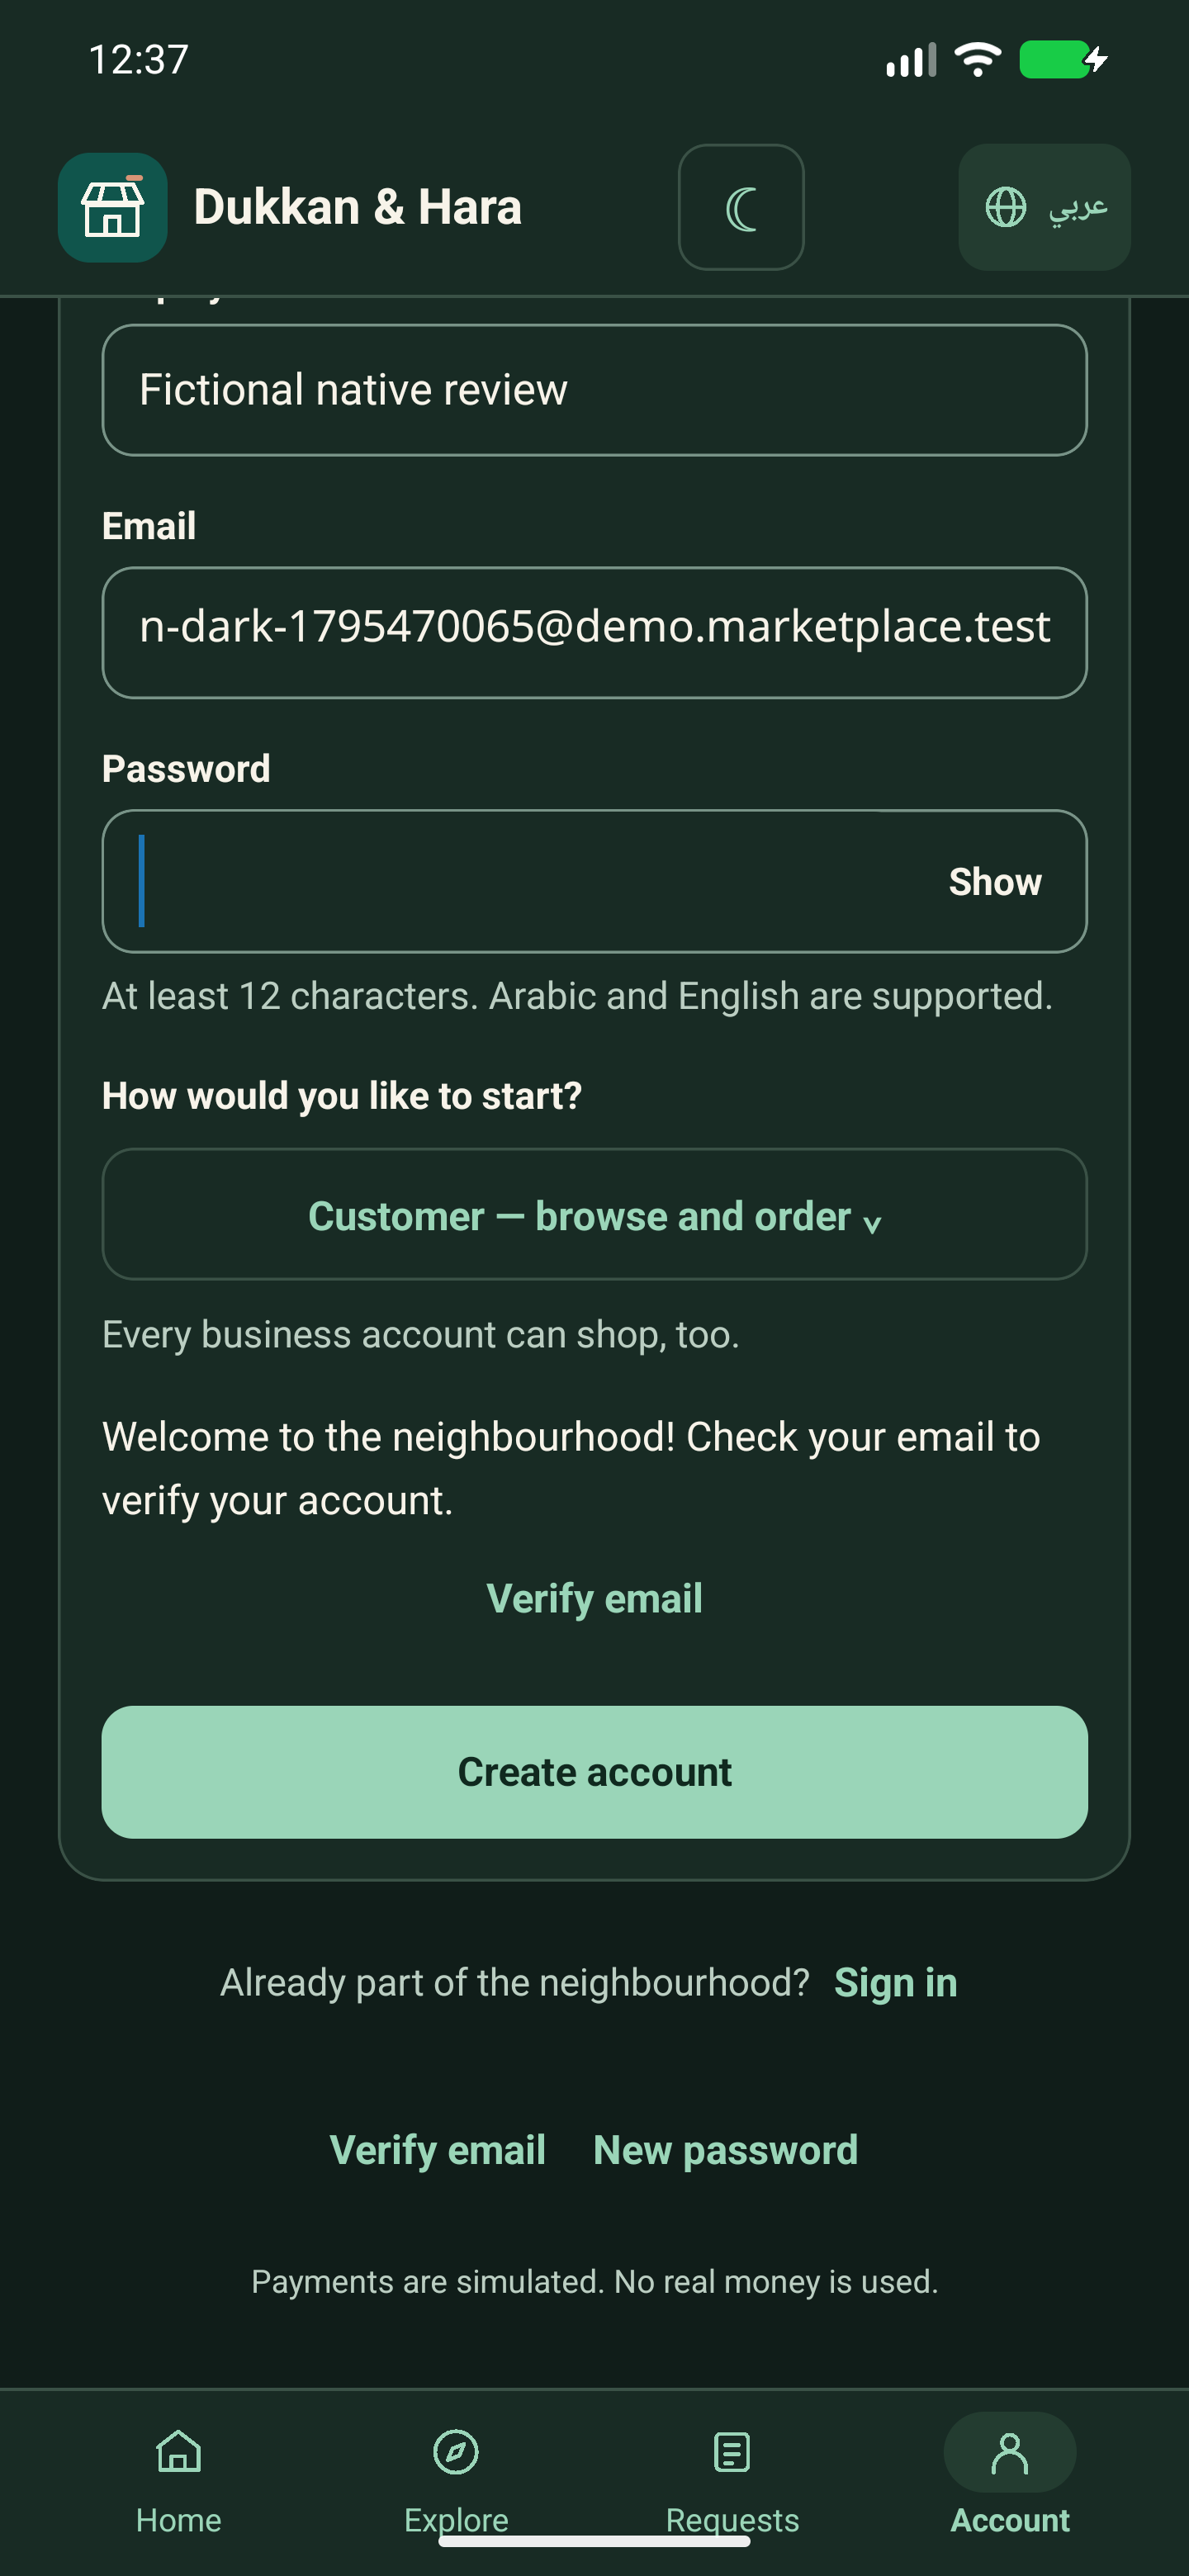 12:37
Dukkan & Hara
عربي
Fictional native review
Email
n-dark-1795470065@demo.marketplace.test
Password
Show
At least 12 characters. Arabic and English are supported.
How would you like to start?
Customer — browse and order v
Every business account can shop, too.
Welcome to the neighbourhood! Check your email to
verify your account.
Verify email
Create account
Already part of the neighbourhood? Sign in
Verify email New password
Payments are simulated. No real money is used.
Home Explore Requests Account